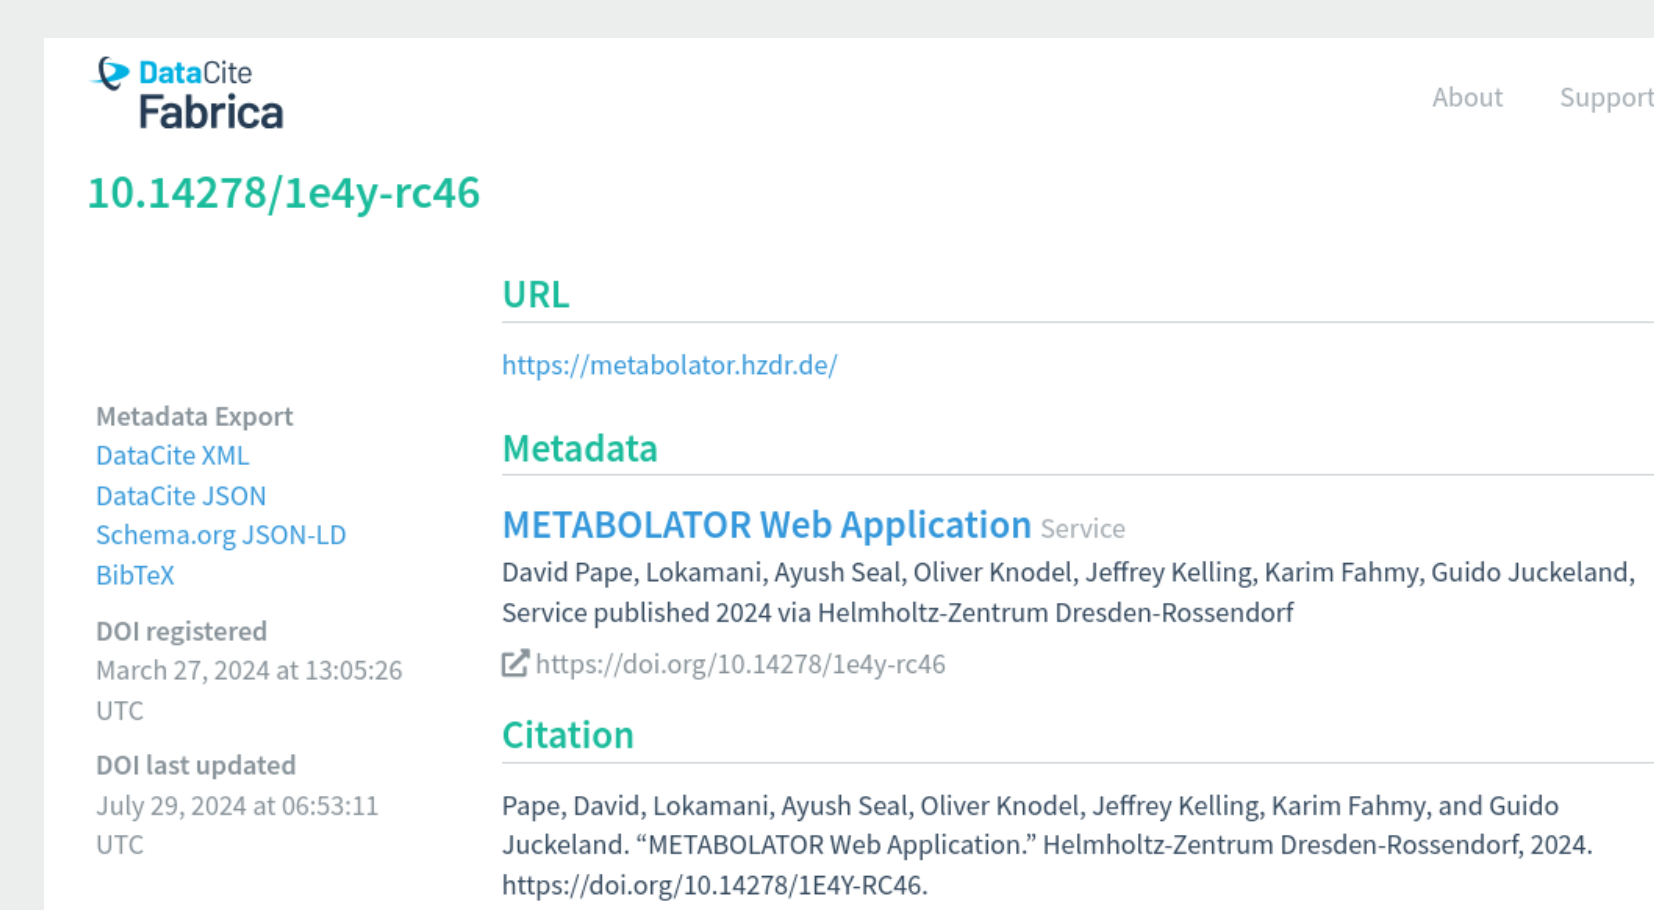 DataCite
Fabrica
About Support
10.14278/1e4y-rc46
URL
https://metabolator.hzdr.de/
Metadata Export
DataCite XML
DataCite JSON
Schema.org JSON-LD
BibTeX
DOI registered
March 27, 2024 at 13:05:26
UTC
DOI last updated
July 29, 2024 at 06:53:11
UTC
Metadata
METABOLATOR Web Application Service
David Pape, Lokamani, Ayush Seal, Oliver Knodel, Jeffrey Kelling, Karim Fahmy, Guido Juckeland,
Service published 2024 via Helmholtz-Zentrum Dresden-Rossendorf
https://doi.org/10.14278/1e4y-rc46
Citation
Pape, David, Lokamani, Ayush Seal, Oliver Knodel, Jeffrey Kelling, Karim Fahmy, and Guido
Juckeland. “METABOLATOR Web Application.” Helmholtz-Zentrum Dresden-Rossendorf, 2024.
https://doi.org/10.14278/1E4Y-RC46.